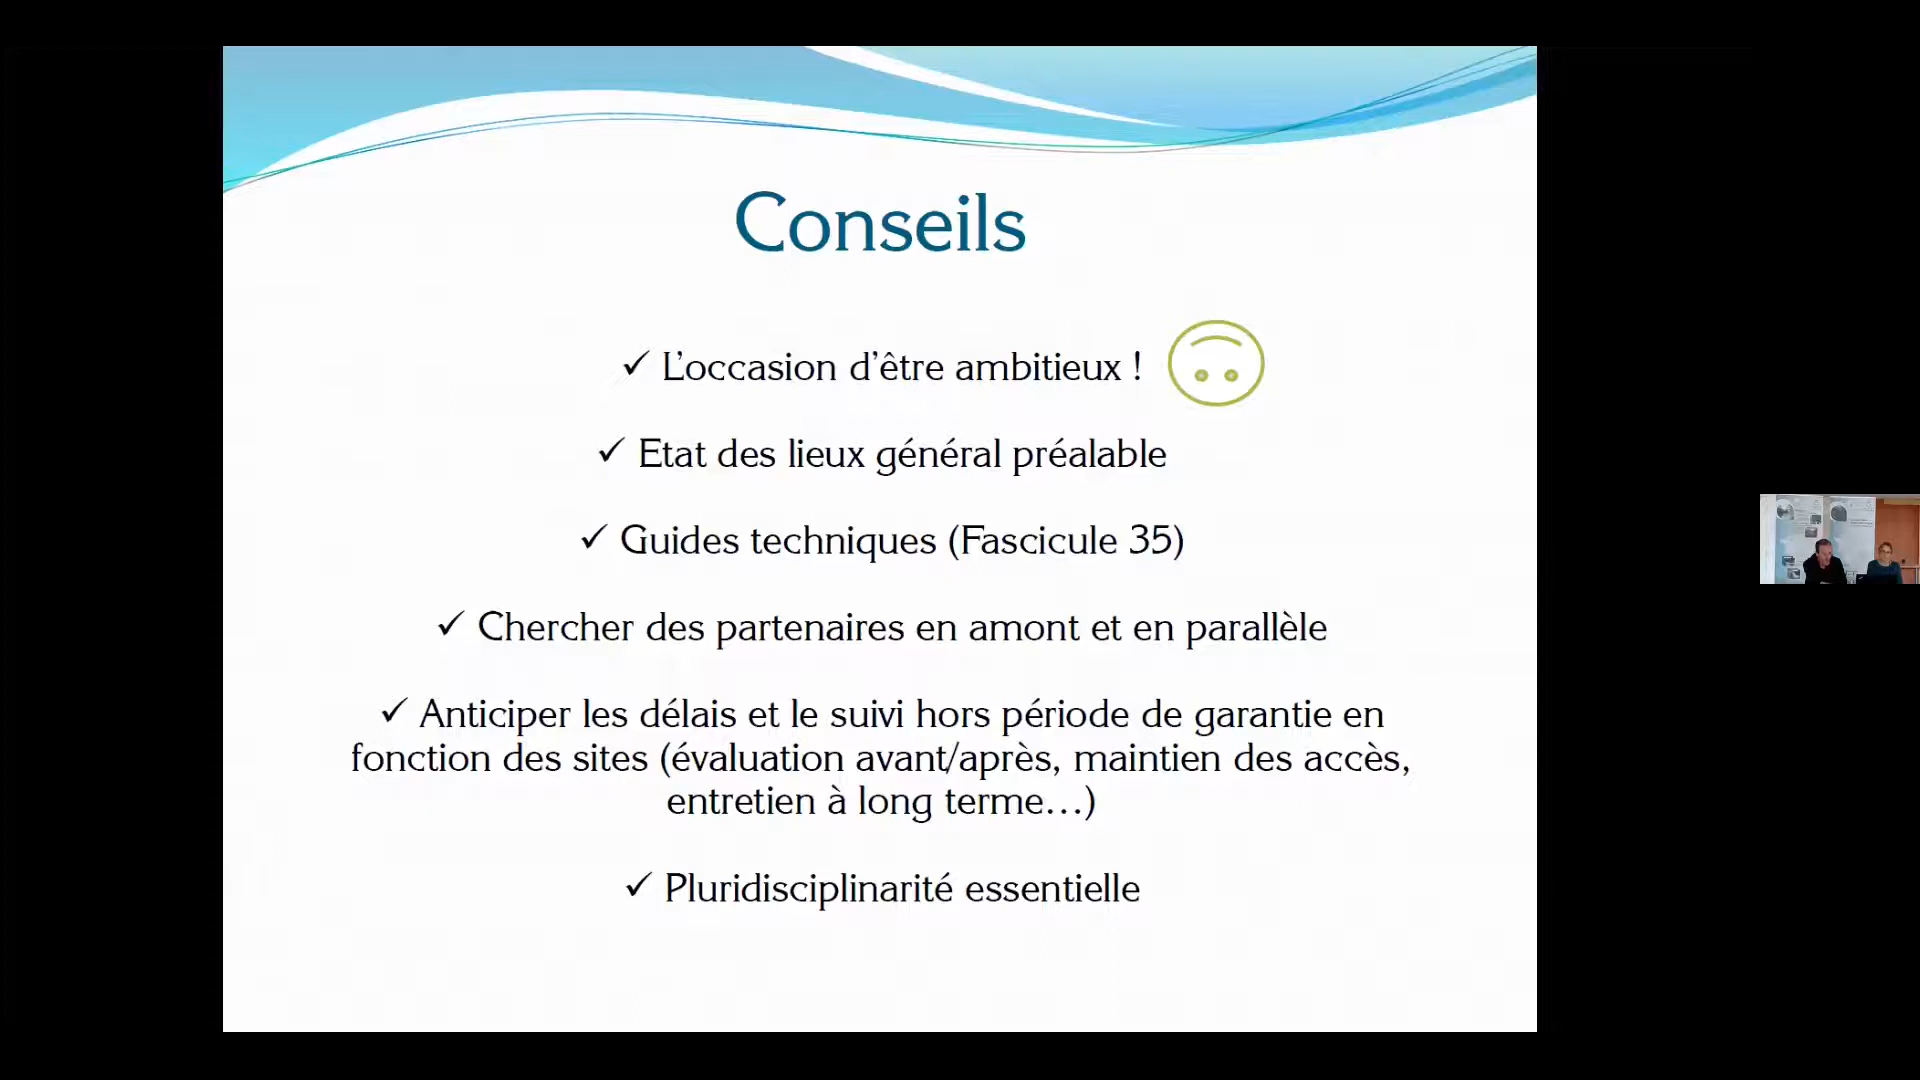 Conseils
✓ L'occasion d'être ambitieux !
✓ Etat des lieux général préalable
✓ Guides techniques (Fascicule 35)
✓ Chercher des partenaires en amont et en parallèle
✓ Anticiper les délais et le suivi hors période de garantie en
fonction des sites (évaluation avant/après, maintien des accès,
entretien à long terme…)
✓ Pluridisciplinarité essentielle